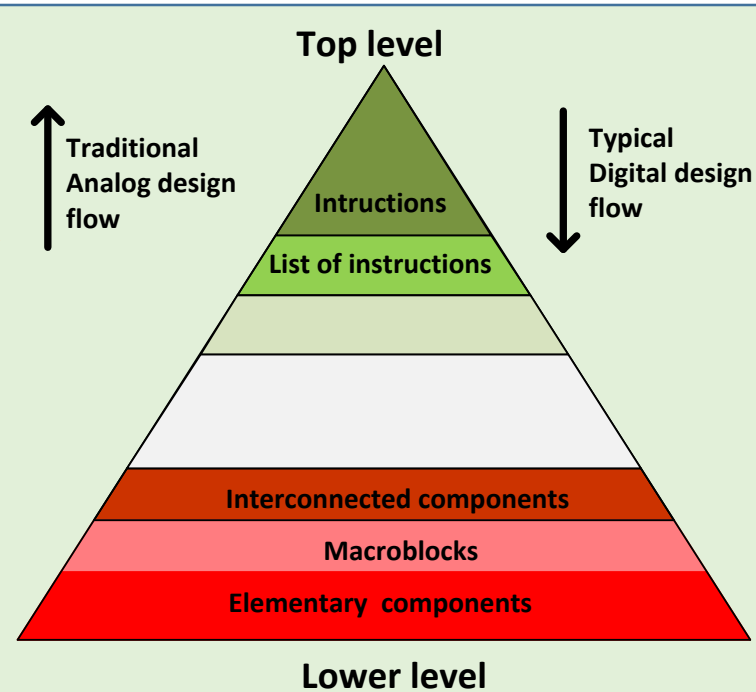 Top level
Traditional
Analog design
flow
Typical
Digital design
flow
Intructions
List of instructions
Interconnected components
Macroblocks
Elementary components
Lower level